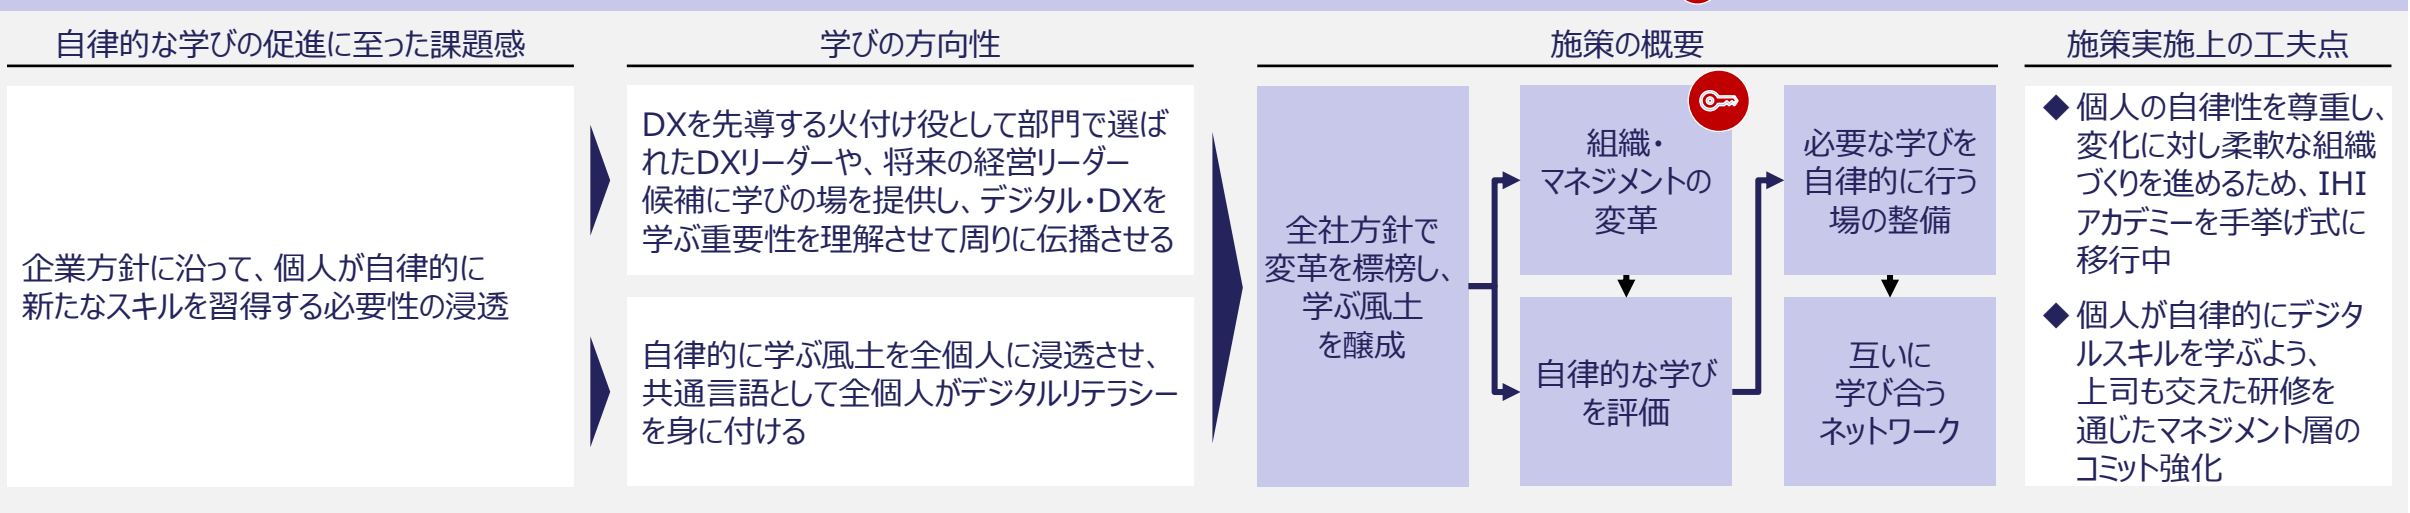 自律的な学びの促進に至った課題感
企業方針に沿って、個人が自律的に
新たなスキルを習得する必要性の浸透
学びの方向性
DXを先導する火付け役として部門で選ば
れたDXリーダーや、将来の経営リーダー
候補に学びの場を提供し、デジタル・DXを
学ぶ重要性を理解させて周りに伝播させる
自律的に学ぶ風土を全個人に浸透させ、
共通言語として全個人がデジタルリテラシー
を身に付ける
施策の概要
全社方針で
変革を標榜し、
学ぶ風土
を醸成
組織・
マネジメントの
変革
自律的な学び
を評価
必要な学びを
自律的に行う
場の整備
互いに
学び合う
ネットワーク
施策実施上の工夫点
◆ 個人の自律性を尊重し、
変化に対し柔軟な組織
づくりを進めるため、IHI
アカデミーを手挙げ式に
移行中
◆ 個人が自律的にデジタ
ルスキルを学ぶよう、
上司も交えた研修を
通じたマネジメント層の
コミット強化